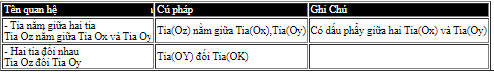 Tên quan hệ Cú pháp Ghi Chú
- Tia nằm giữa hai tia
Tia Oz nằm giữa Tia Ox và Tia Oy Tia(Oz) nằm giữa Tia(Ox),Tia(Oy) Có dấu phẩy giữa hai Tia(Ox) và Tia(Oy)
- Hai tia đối nhau
Tia Oz đối Tia Oy Tia(OY) đối Tia(OK)